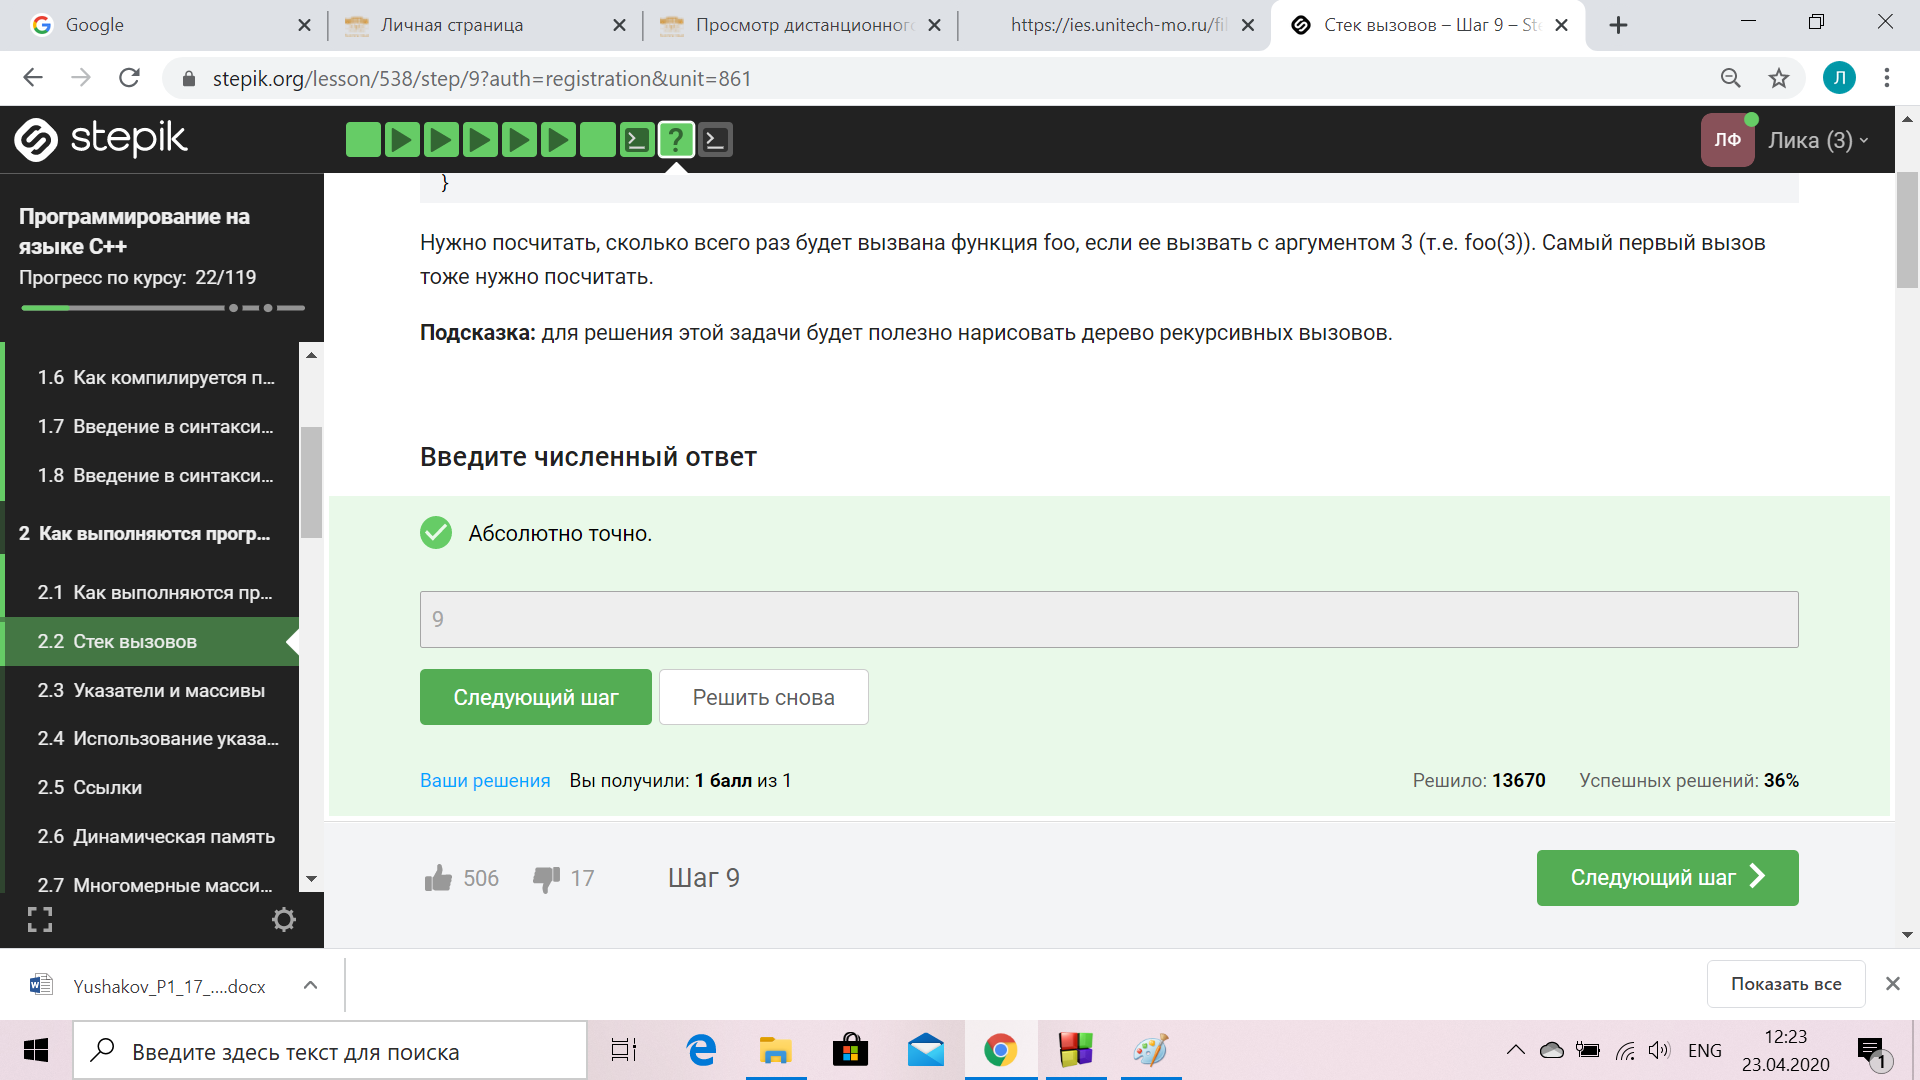 Google
Личная страница
Просмотр дистанционног
https://ies.unitech-mo.ru/fil
Стек вызовов – Шаг 9 – Ste
stepik.org/lesson/538/step/9?auth=registration&unit=861
Л
stepik
?
ЛФ
Лика (3)
Программирование на
языке C++
Прогресс по курсу: 22/119
1.6 Как компилируется п...
1.7 Введение в синтакси...
1.8 Введение в синтакси...
2 Как выполняются прогр...
2.1 Как выполняются пр...
2.2 Стек вызовов
2.3 Указатели и массивы
2.4 Использование указа...
2.5 Ссылки
2.6 Динамическая память
2.7 Многомерные масси...
}
Нужно посчитать, сколько всего раз будет вызвана функция foo, если ее вызвать с аргументом 3 (т.е. foo(3)). Самый первый вызов
тоже нужно посчитать.
Подсказка: для решения этой задачи будет полезно нарисовать дерево рекурсивных вызовов.
Введите численный ответ
Абсолютно точно.
9
Следующий шаг
Решить снова
Ваши решения Вы получили: 1 балл из 1
Решило: 13670 Успешных решений: 36%
506
17
Шаг 9
Следующий шаг
Yushakov_P1_17_....docx
Показать все
Введите здесь текст для поиска
ENG
12:23
23.04.2020
1